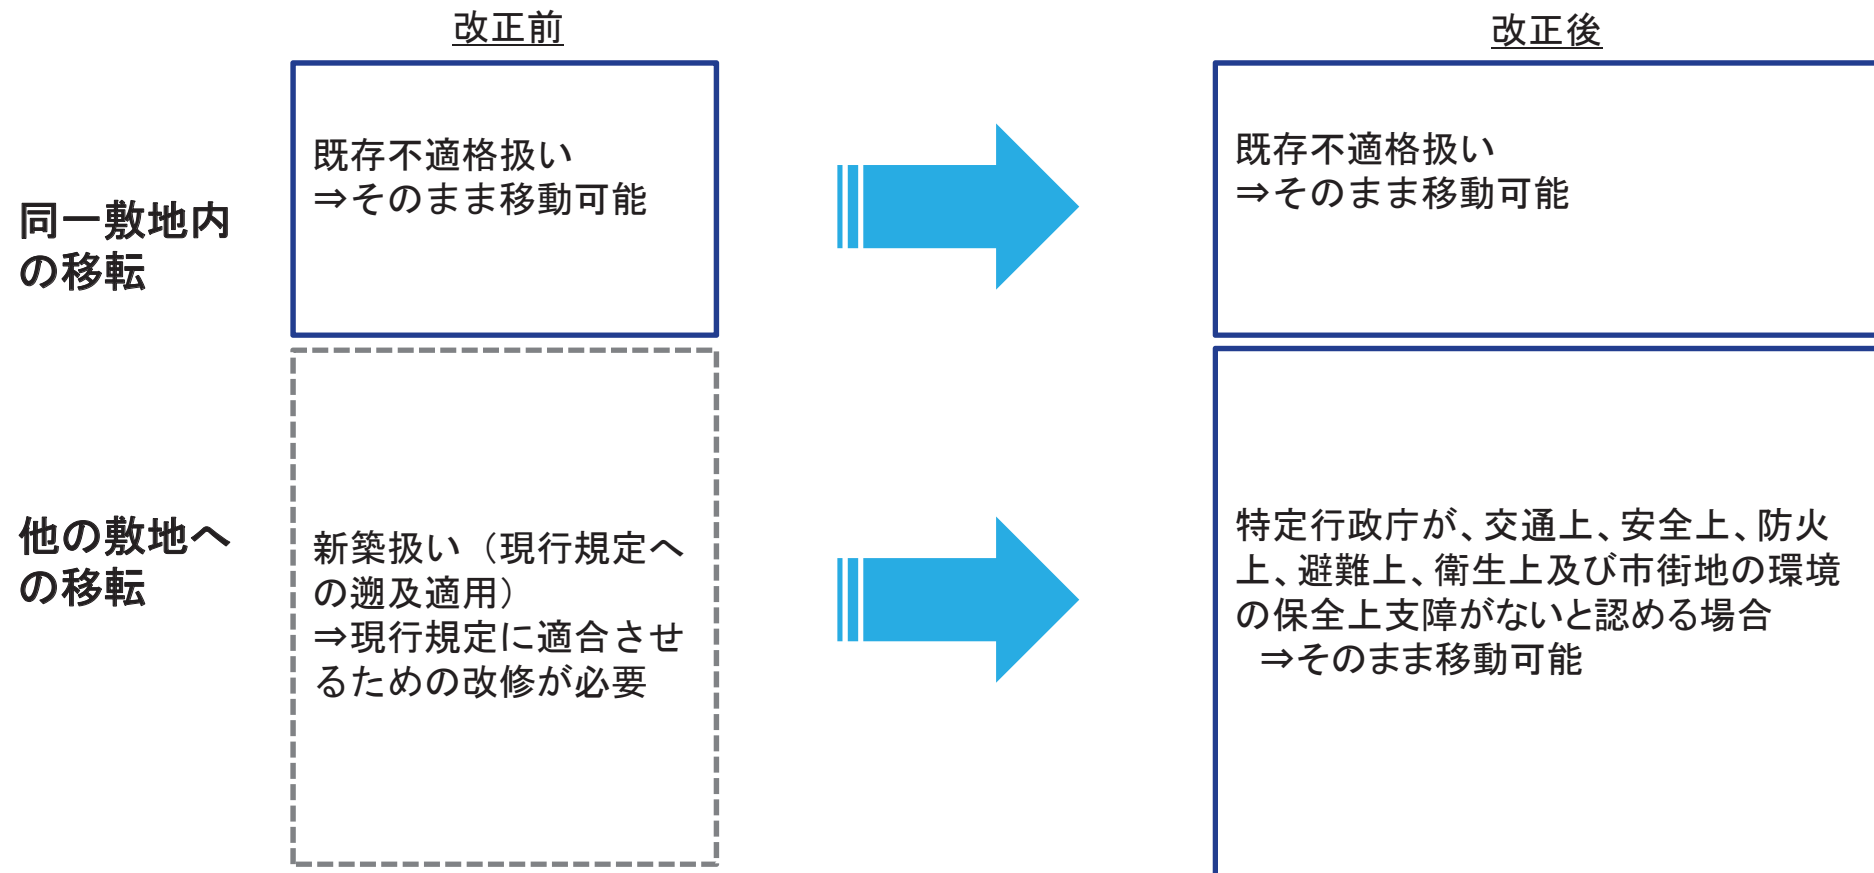 改正前
改正後
同一敷地内
の移転
既存不適格扱い
⇒そのまま移動可能
既存不適格扱い
⇒そのまま移動可能
他の敷地へ
の移転
新築扱い（現行規定へ
の遡及適用）
⇒現行規定に適合させ
るための改修が必要
特定行政庁が、交通上、安全上、防火
上、避難上、衛生上及び市街地の環境
の保全上支障がないと認める場合
⇒そのまま移動可能